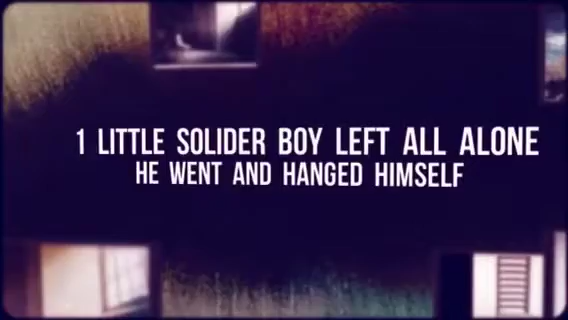 1 LITTLE SOLIDER BOY LEFT ALL ALONE
HE WENT AND HANGED HIMSELF